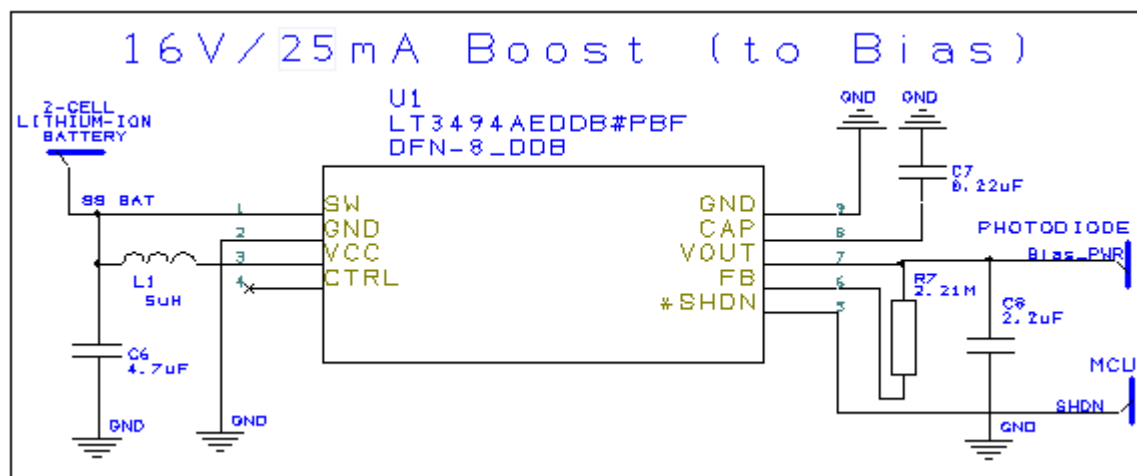 16V/25mA Boost (to Bias)
2-CELL
LITHIUM-ION
BATTERY
U1
LT3494AEDDB#PBF
DFN-8_DDB
GND
GND
C7
0.22uF
SS BAT
1
SW
GND
9
2
GND
CAP
8
3
VCC
VOUT
7
4
CTRL
FB
6
#SHDN
5
L1
5uH
PHOTODIODE
Bias_PWR
R7
2.21M
C8
2.2uF
C6
4.7uF
MCU
SHDN
GND
GND
GND